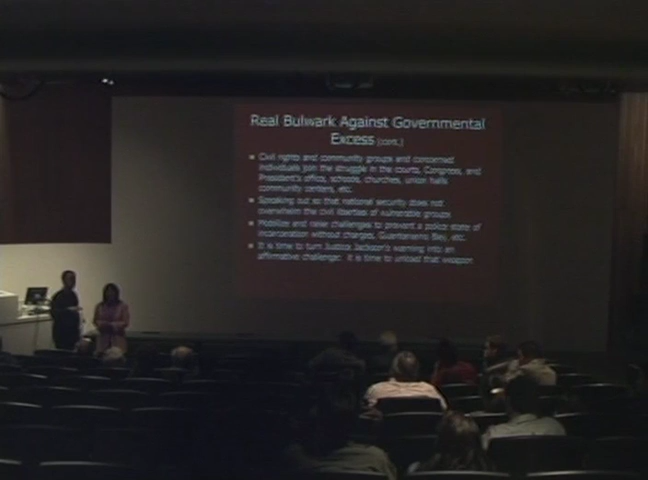 Real Bulwark Against Governmental
Excess (cont.)
Civil rights and community groups and concerned
individuals join the struggle in the courts, Congress, and
President's office, schools, churches, union halls
community centers, etc.
Speaking out so that national security does not
overwhelm the civil liberties of vulnerable groups
Mobilize and raise challenges to prevent a police state of
incarceration without charges, Guantanamo Bay, etc.
It is time to turn Justice Jackson's warning into an
affirmative challenge. It is time to unload that weapon.